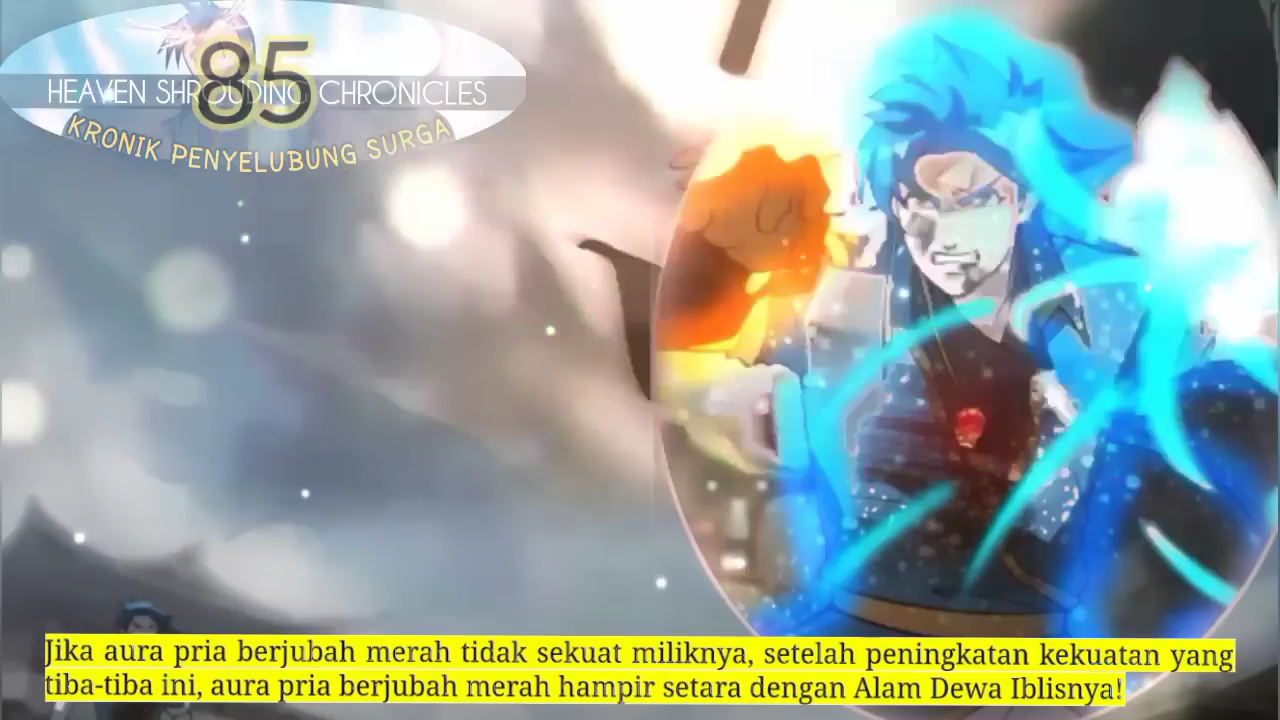 85
HEAVEN SHROUDING CHRONICLES
KRONIK PENYELUBUNG SURGA
Jika aura pria berjubah merah tidak sekuat miliknya, setelah peningkatan kekuatan yang
tiba-tiba ini, aura pria berjubah merah hampir setara dengan Alam Dewa Iblisnya!